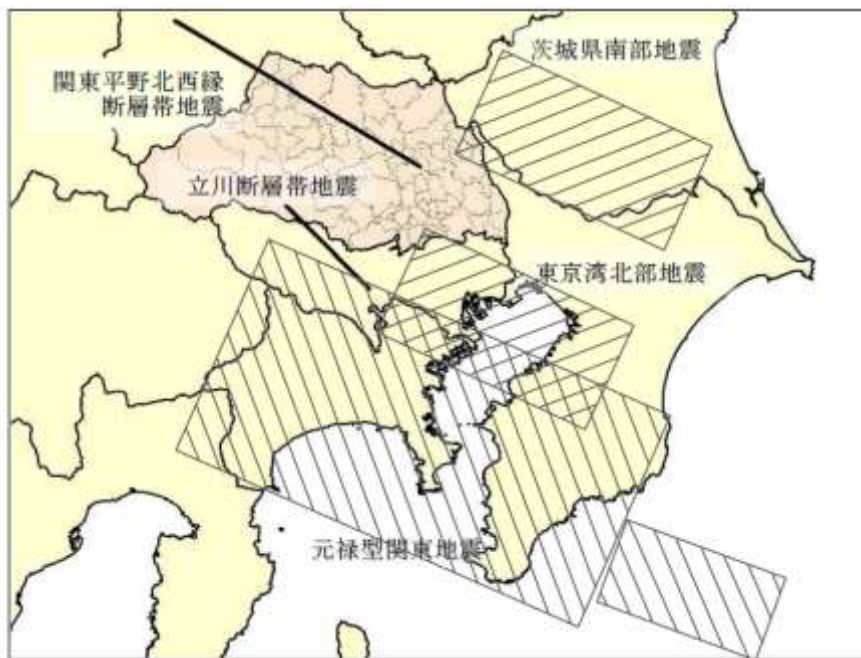 茨城県南部地震
関東平野北西縁
断層帯地震
立川断層帯地震
東京湾北部地震
元禄型関東地震